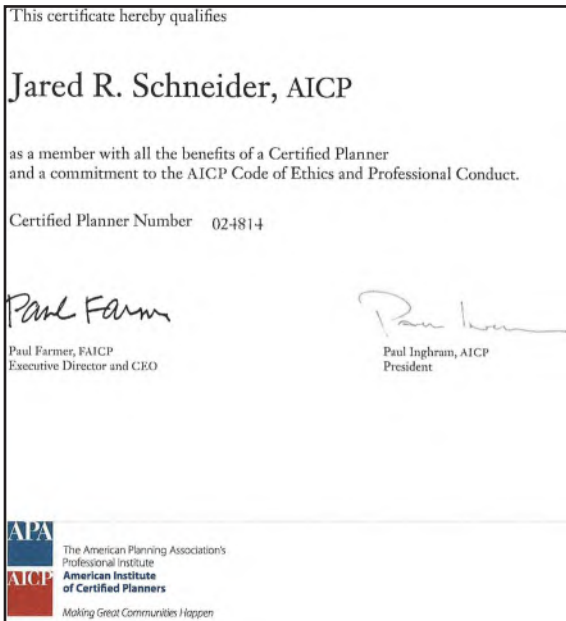 This certificate hereby qualifies
Jared R. Schneider, AICP
as a member with all the benefits of a Certified Planner
and a commitment to the AICP Code of Ethics and Professional Conduct.
Certified Planner Number 024814
Paul Farmer
Paul Farmer, FAICP
Executive Director and CEO
Paul Inghram, AICP
President
APA
AICP
The American Planning Association's
Professional Institute
American Institute
of Certified Planners
Making Great Communities Happen